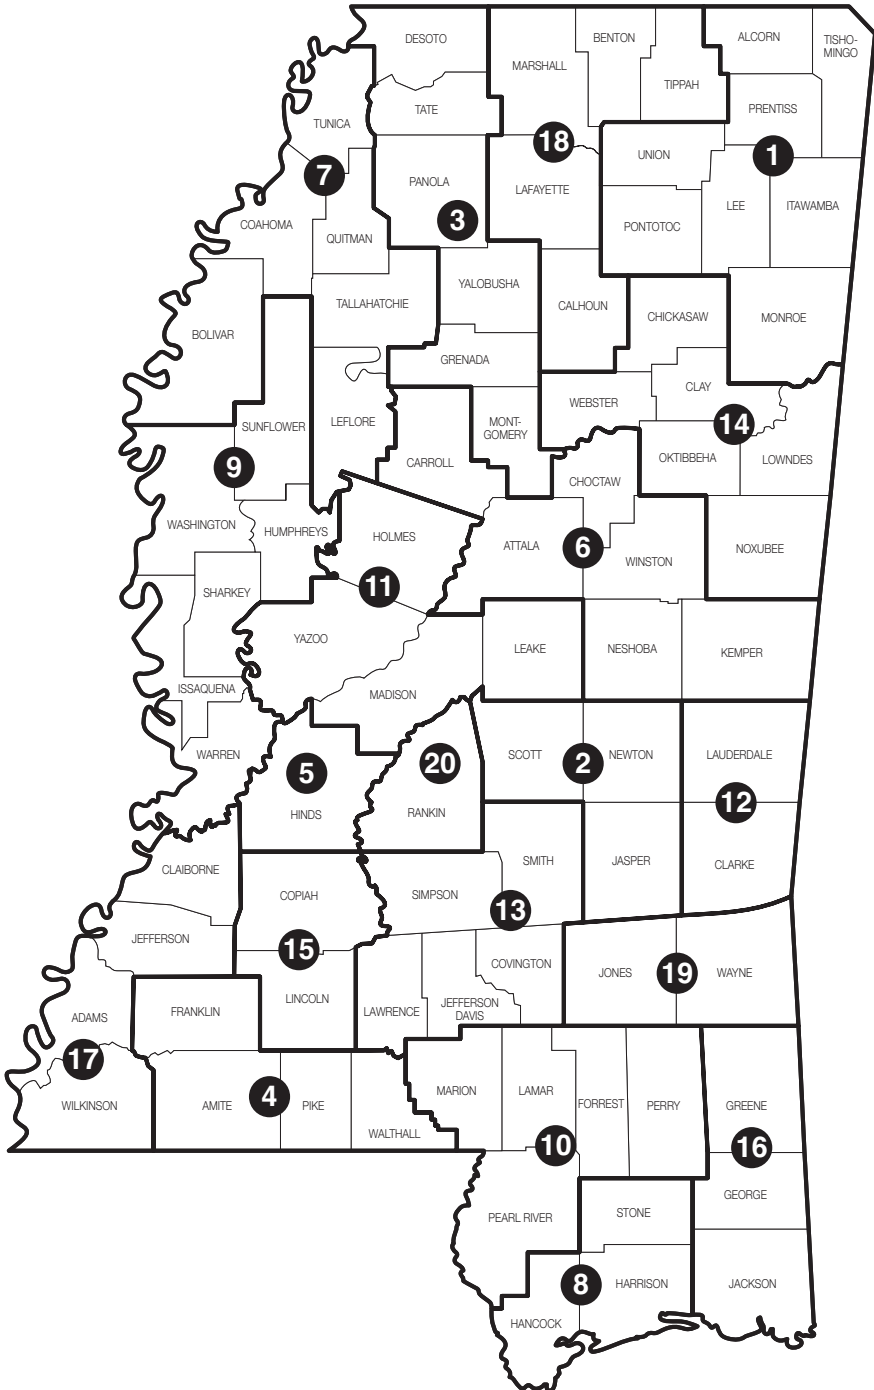 DESOTO
BENTON
ALCORN
TISHO-
MINGO
MARSHALL
TIPPAH
TATE
PRENTISS
TUNICA
18
UNION
1
7
PANOLA
LAFAYETTE
3
LEE
ITAWAMBA
COAHOMA
QUITMAN
PONTOTOC
YALOBUSHA
TALLAHATCHIE
CALHOUN
CHICKASAW
MONROE
BOLIVAR
GRENADA
CLAY
WEBSTER
SUNFLOWER
LEFLORE
MONT-
GOMERY
14
9
CARROLL
OKTIBBEHA
LOWNDES
CHOCTAW
WASHINGTON
HUMPHREYS
HOLMES
ATTALA
6
WINSTON
NOXUBEE
SHARKEY
11
YAZOO
LEAKE
NESHOBA
KEMPER
ISSAQUENA
MADISON
WARREN
5
20
SCOTT
2
NEWTON
LAUDERDALE
HINDS
RANKIN
12
CLAIBORNE
SMITH
JASPER
CLARKE
COPIAH
SIMPSON
13
JEFFERSON
15
COVINGTON
JONES
19
WAYNE
LINCOLN
LAWRENCE
JEFFERSON
DAVIS
ADAMS
FRANKLIN
17
WILKINSON
AMITE
4
PIKE
WALTHALL
MARION
LAMAR
FORREST
PERRY
GREENE
10
16
GEORGE
PEARL RIVER
STONE
8
HARRISON
JACKSON
HANCOCK